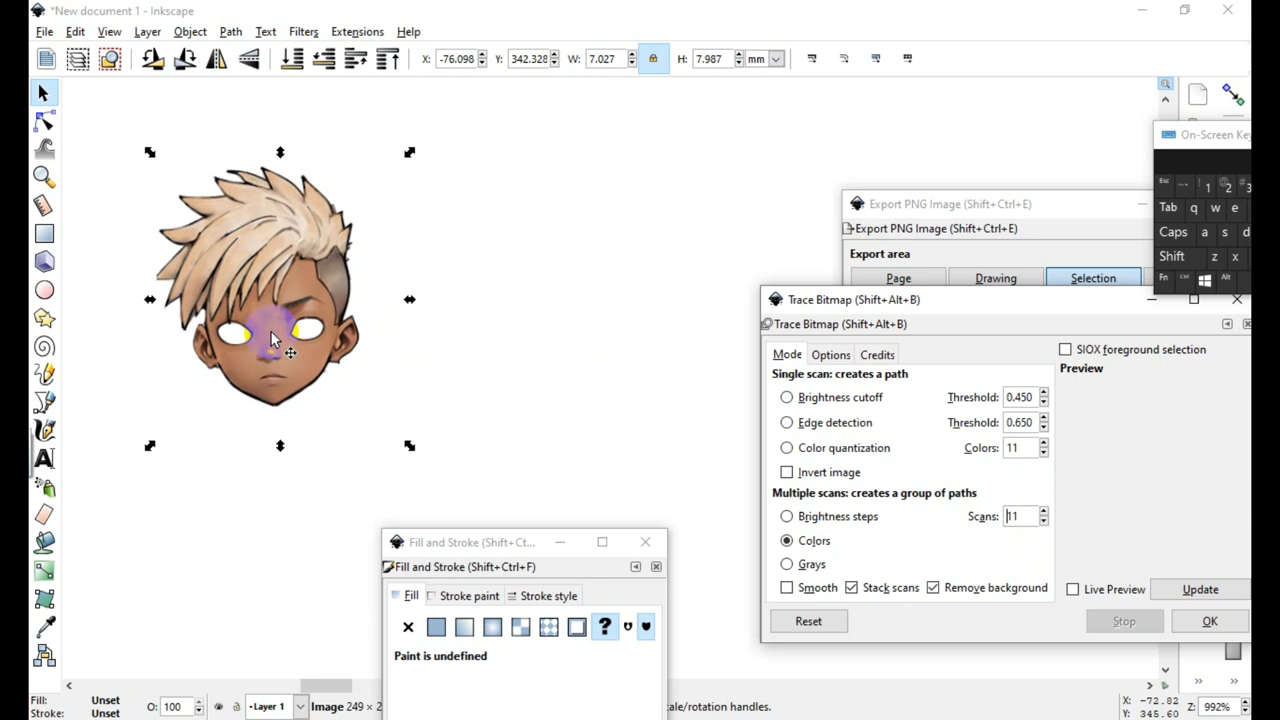 *New document 1 - Inkscape
File Edit View Layer Object Path Text Filters Extensions Help
X: -76.098 Y: 342.328 W: 7.027 H: 7.987 mm
On-Screen Key
Export PNG Image (Shift+Ctrl+E)
Export PNG Image (Shift+Ctrl+E)
Export area
Page Drawing Selection
Esc 1 2 3
Tab q w e
Caps a s d
Shift z x
Fn Ctrl Alt
Trace Bitmap (Shift+Alt+B)
Trace Bitmap (Shift+Alt+B)
Mode Options Credits
SIOX foreground selection
Single scan: creates a path
Preview
Brightness cutoff Threshold: 0.450
Edge detection Threshold: 0.650
Color quantization Colors: 11
Invert image
Multiple scans: creates a group of paths
Brightness steps Scans: 11
Colors
Grays
Smooth Stack scans Remove background
Live Preview Update
Reset Stop OK
Fill and Stroke (Shift+Ct...
Fill and Stroke (Shift+Ctrl+F)
Fill Stroke paint Stroke style
Paint is undefined
Fill: Unset
Stroke: Unset
O: 100 Layer 1 Image 249 × 2 cale/rotation handles.
X: -72.82
Y: 345.60
Z: 992%